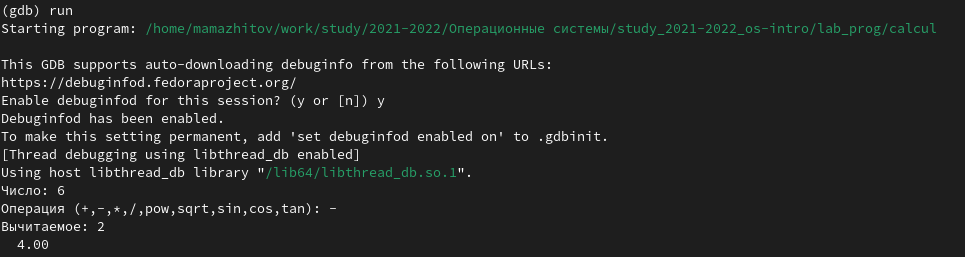 (gdb) run
Starting program: /home/mamazhitov/work/study/2021-2022/Операционные системы/study_2021-2022_os-intro/lab_prog/calcul
This GDB supports auto-downloading debuginfo from the following URLs:
https://debuginfod.fedoraproject.org/
Enable debuginfod for this session? (y or [n]) y
Debuginfod has been enabled.
To make this setting permanent, add 'set debuginfod enabled on' to .gdbinit.
[Thread debugging using libthread_db enabled]
Using host libthread_db library "/lib64/libthread_db.so.1".
Число: 6
Операция (+,-,*,/,pow,sqrt,sin,cos,tan): -
Вычитаемое: 2
  4.00